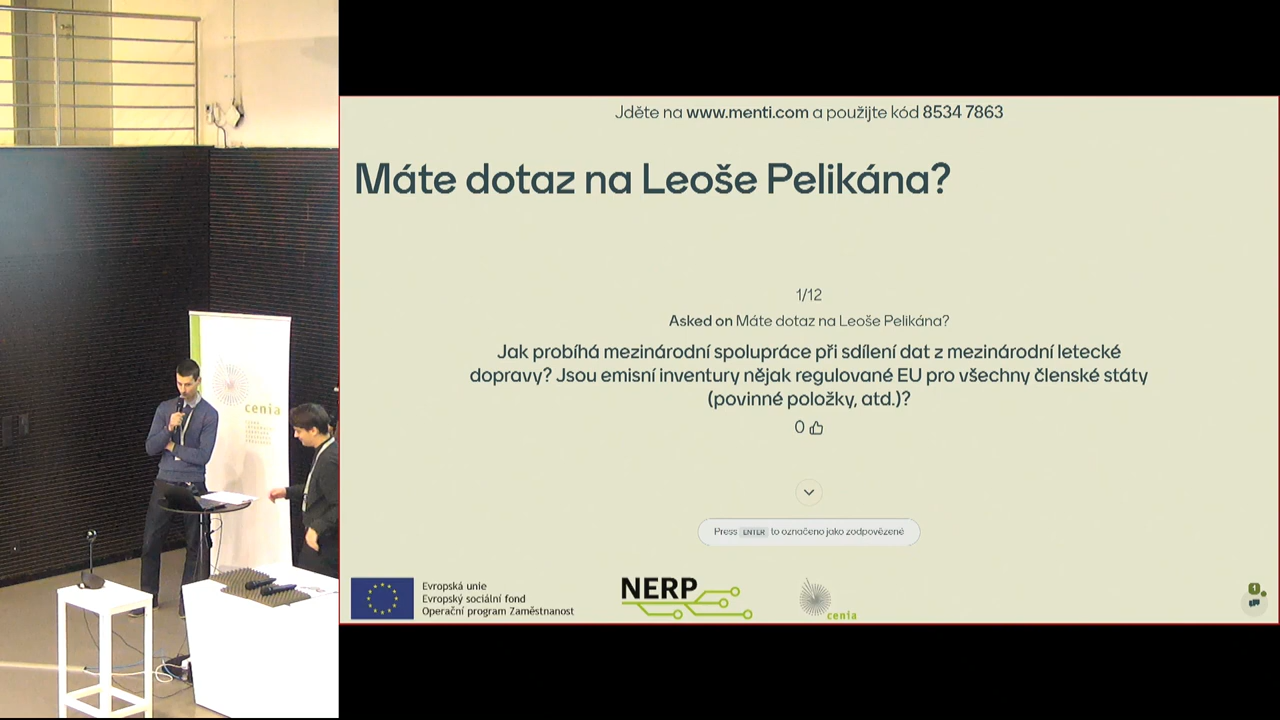 Jděte na www.menti.com a použijte kód 8534 7863
Máte dotaz na Leoše Pelikána?
1/12
Asked on Máte dotaz na Leoše Pelikána?
Jak probíhá mezinárodní spolupráce při sdílení dat z mezinárodní letecké
dopravy? Jsou emisní inventury nějak regulované EU pro všechny členské státy
(povinné položky, atd.)?
0
Press ENTER to označeno jako zodpovězené
Evropská unie
Evropský sociální fond
Operační program Zaměstnanost
NERP
cenia
1
cenia